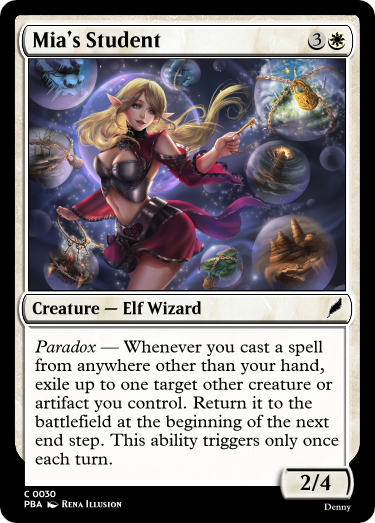 Mia's Student 3
Creature — Elf Wizard
Paradox — Whenever you cast a spell
from anywhere other than your hand,
exile up to one target other creature or
artifact you control. Return it to the
battlefield at the beginning of the next
end step. This ability triggers only once
each turn.
2/4
C 0030
PBA Rena Illusion
Denny